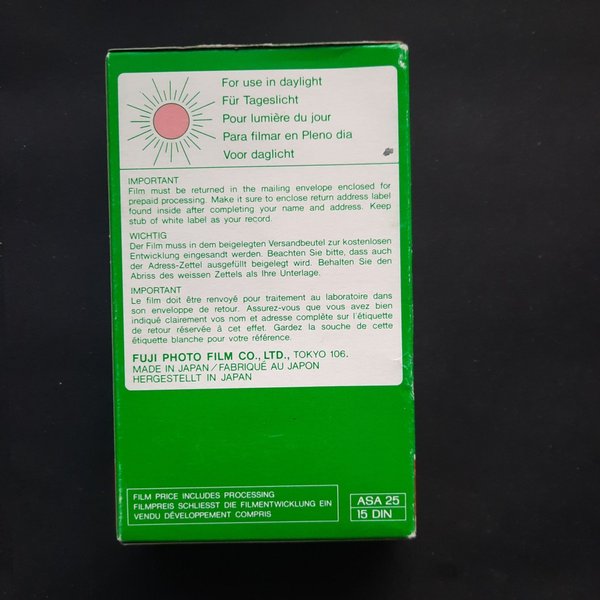 For use in daylight
Für Tageslicht
Pour lumière du jour
Para filmar en Pleno dia
Voor daglicht
IMPORTANT
Film must be returned in the mailing envelope enclosed for
prepaid processing. Make it sure to enclose return address label
found inside after completing your name and address. Keep
stub of white label as your record.
WICHTIG
Der Film muss in dem beigelegten Versandbeutel zur kostenlosen
Entwicklung eingesandt werden. Beachten Sie bitte, dass auch
der Adress-Zettel ausgefüllt beigelegt wird. Behalten Sie den
Abriss des weissen Zettels als Ihre Unterlage.
IMPORTANT
Le film doit être renvoyé pour traitement au laboratoire dans
son enveloppe de retour. Assurez-vous que vous avez bien
indiqué clairement vos nom et adresse complête sur l'étiquette
de retour réservée à cet effet. Gardez la souche de cette
étiquette blanche pour votre référence.
FUJI PHOTO FILM CO., LTD., TOKYO 106.
MADE IN JAPAN/FABRIQUÉ AU JAPON
HERGESTELLT IN JAPAN
FILM PRICE INCLUDES PROCESSING
FILMPREIS SCHLIESST DIE FILMENTWICKLUNG EIN
VENDU DÉVELOPPEMENT COMPRIS
ASA 25
15 DIN